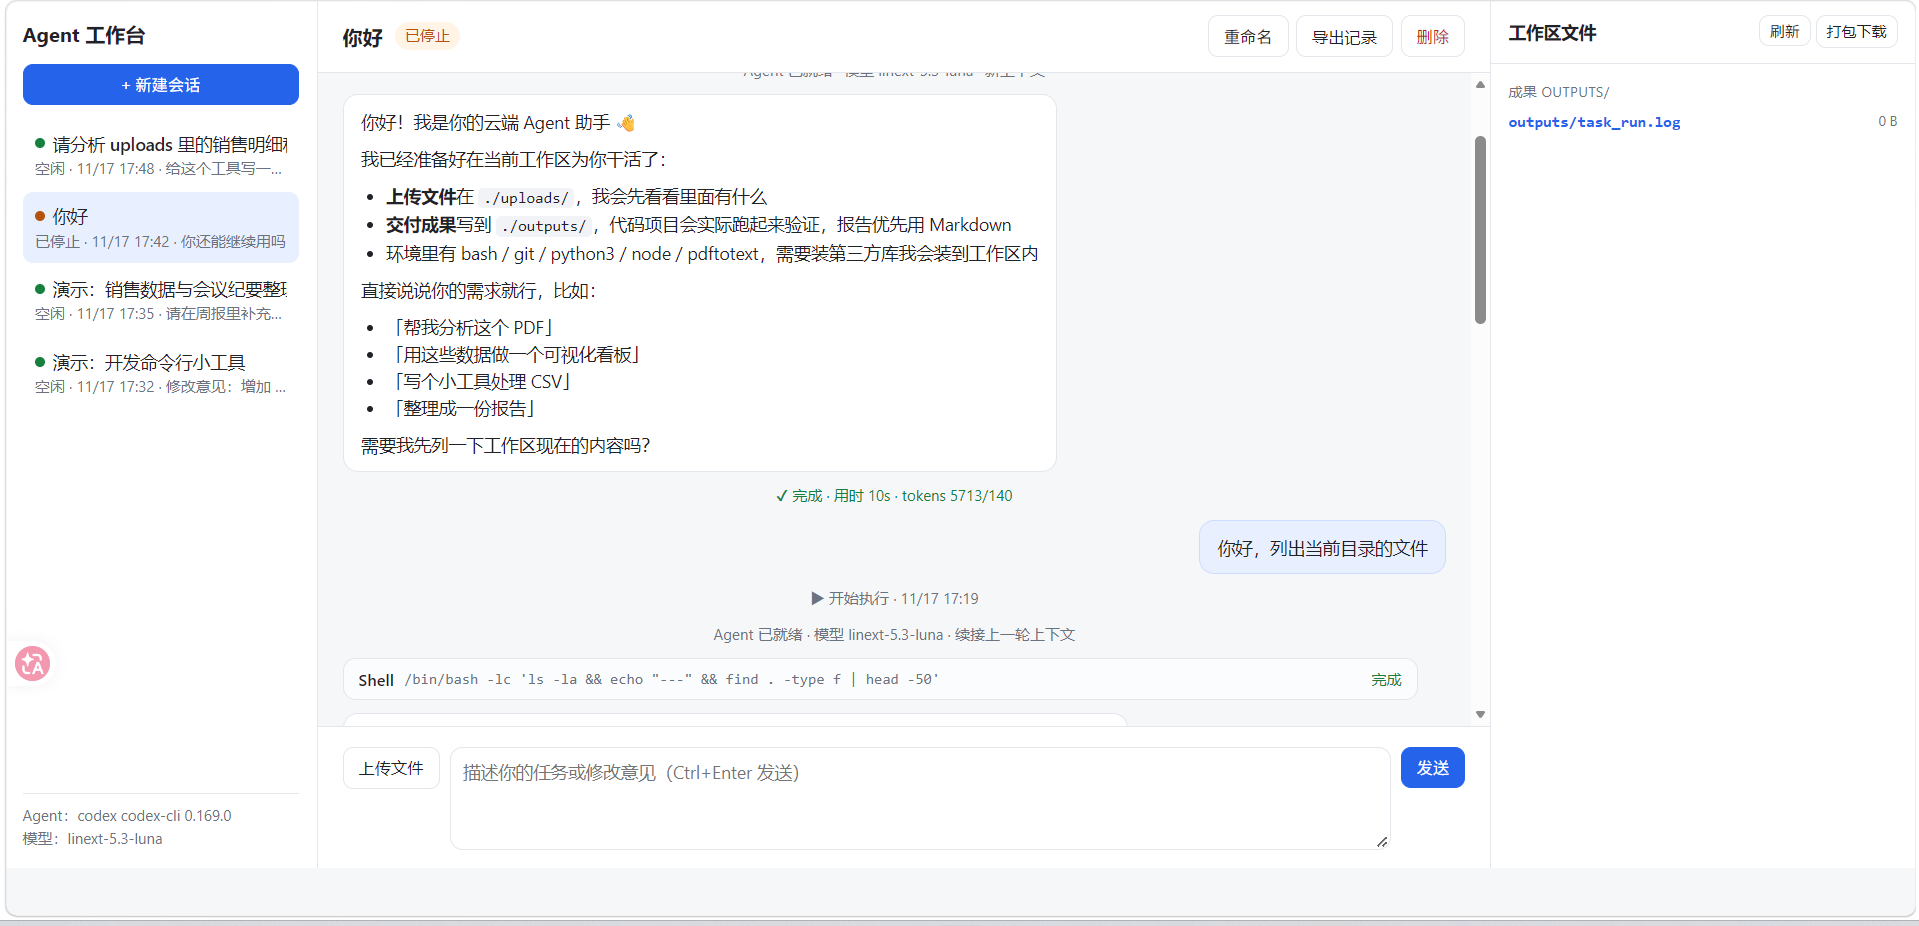 Agent 工作台
+ 新建会话
请分析 uploads 里的销售明细
空闲 · 11/17 17:48 · 给这个工具写一...
你好
已停止 · 11/17 17:42 · 你还能继续用吗
演示：销售数据与会议纪要整
空闲 · 11/17 17:35 · 请在周报里补充...
演示：开发命令行小工具
空闲 · 11/17 17:32 · 修改意见：增加 ...
Agent：codex codex-cli 0.169.0
模型：linext-5.3-luna
你好 已停止
重命名 导出记录 删除
Agent 已就绪 · 模型 linext-5.3-luna · 新上下文
你好！我是你的云端 Agent 助手 👋
我已经准备好在当前工作区为你干活了：
• 上传文件在 ./uploads/，我会先看看里面有什么
• 交付成果写到 ./outputs/，代码项目会实际跑起来验证，报告优先用 Markdown
• 环境里有 bash / git / python3 / node / pdftotext，需要装第三方库我会装到工作区内
直接说说你的需求就行，比如：
• 「帮我分析这个 PDF」
• 「用这些数据做一个可视化看板」
• 「写个小工具处理 CSV」
• 「整理成一份报告」
需要我先列一下工作区现在的内容吗？
✓ 完成 · 用时 10s · tokens 5713/140
你好，列出当前目录的文件
▶ 开始执行 · 11/17 17:19
Agent 已就绪 · 模型 linext-5.3-luna · 续接上一轮上下文
Shell /bin/bash -lc 'ls -la && echo "---" && find . -type f | head -50' 完成
上传文件
描述你的任务或修改意见（Ctrl+Enter 发送）
发送
工作区文件
刷新 打包下载
成果 OUTPUTS/
outputs/task_run.log 0 B